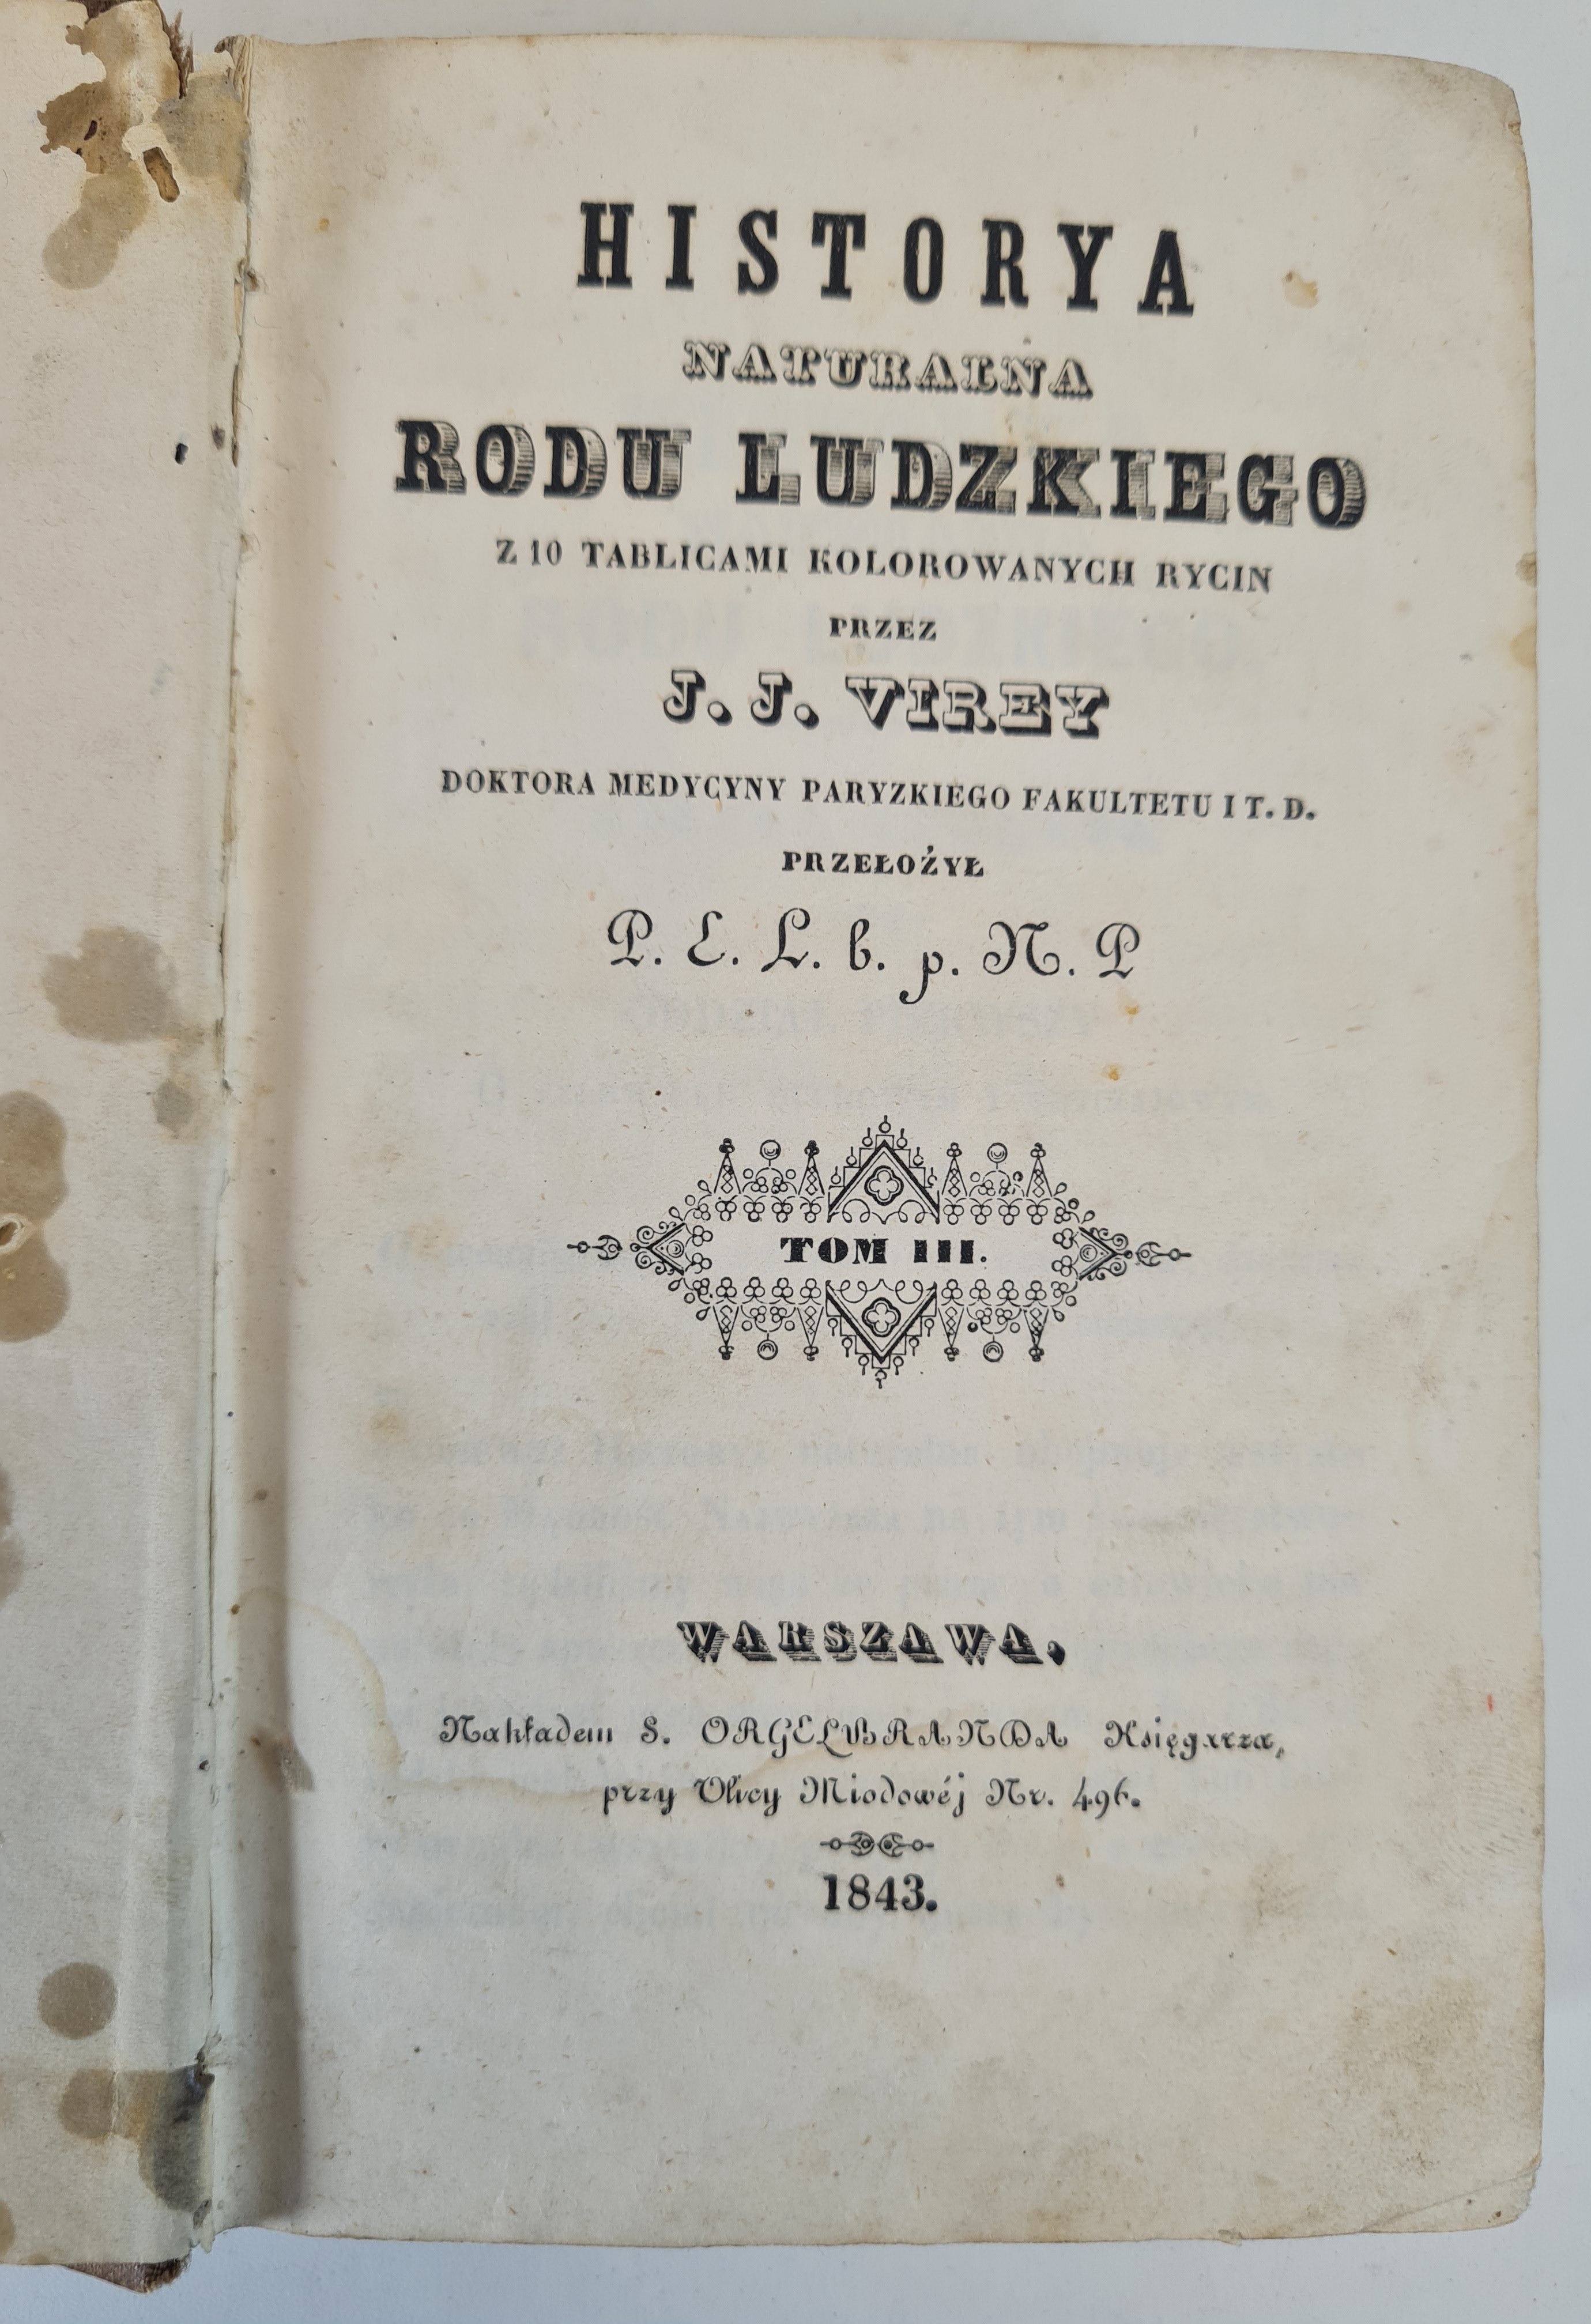 HISTORYA
NATURALNA
RODU LUDZKIEGO
Z 10 TABLICAMI KOLOROWANYCH RYCIN
PRZEZ
J. J. VIREY
DOKTORA MEDYCYNY PARYZKIEGO FAKULTETU I T. D.
PRZEŁOŻYŁ
P. E. L. b. p. N. P
TOM III.
WARSZAWA.
Nakładem S. ORGELBRANDA Księgarza,
przy Ulicy Miodowéj Nr. 496.
1843.